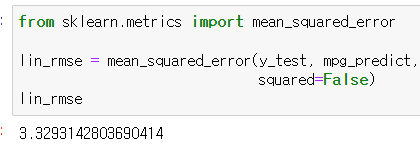 : from sklearn.metrics import mean_squared_error
lin_rmse = mean_squared_error(y_test, mpg_predict,
squared=False)
lin_rmse
: 3.3293142803690414